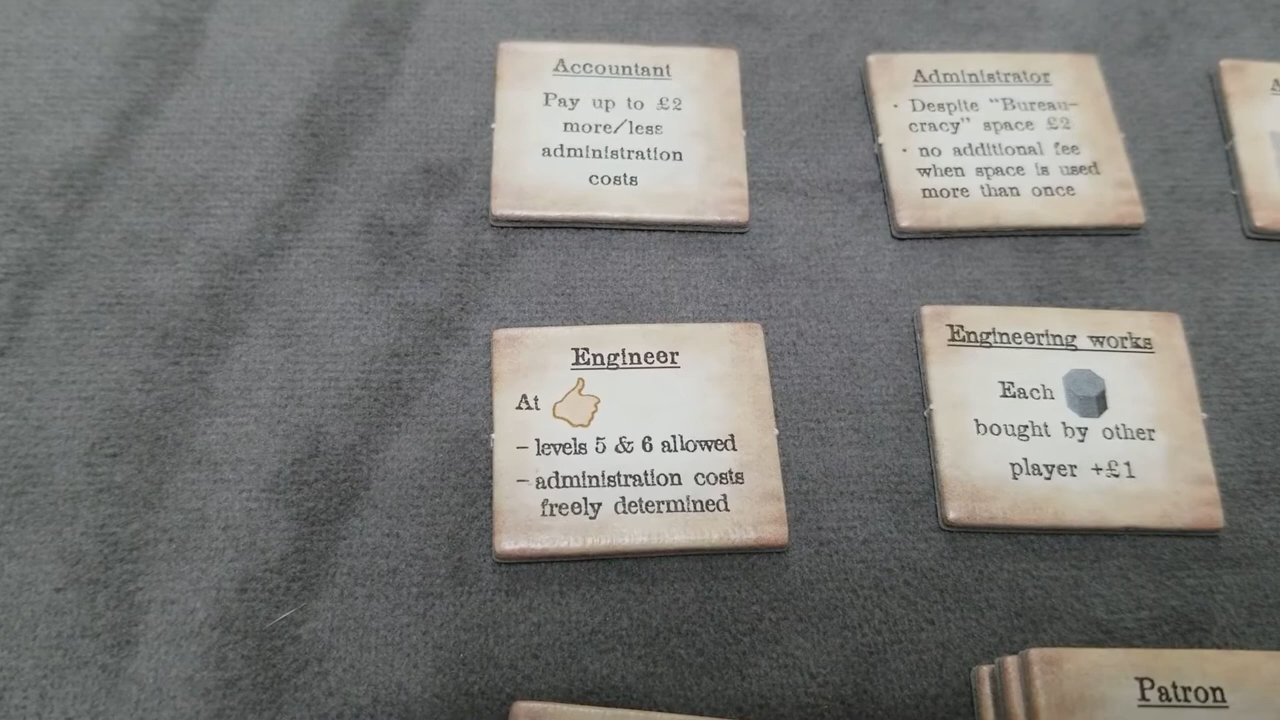 Accountant
Pay up to £2
more/less
administration
costs
Administrator
· Despite "Bureau-
cracy" space £2
· no additional fee
when space is used
more than once
Engineer
At
- levels 5 & 6 allowed
- administration costs
freely determined
Engineering works
Each
bought by other
player +£1
Patron